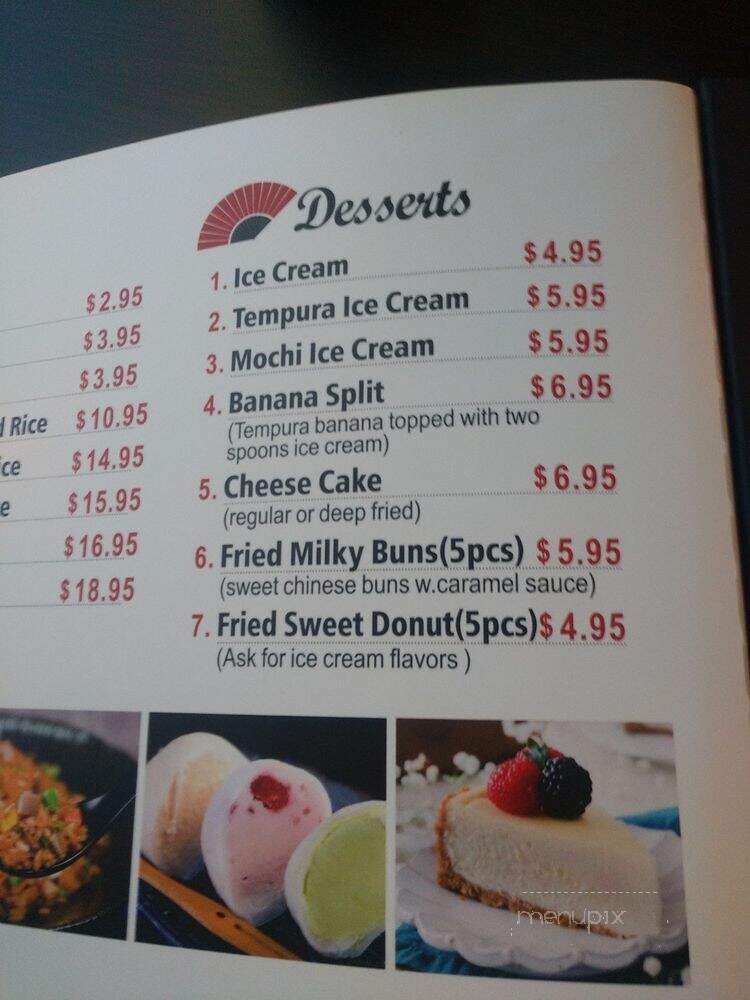 $2.95
$3.95
$3.95
Rice $10.95
$14.95
$15.95
$16.95
$18.95
Desserts
1. Ice Cream $4.95
2. Tempura Ice Cream $5.95
3. Mochi Ice Cream $5.95
4. Banana Split $6.95
(Tempura banana topped with two
spoons ice cream)
5. Cheese Cake $6.95
(regular or deep fried)
6. Fried Milky Buns(5pcs) $5.95
(sweet chinese buns w.caramel sauce)
7. Fried Sweet Donut(5pcs)$4.95
(Ask for ice cream flavors )
menupix